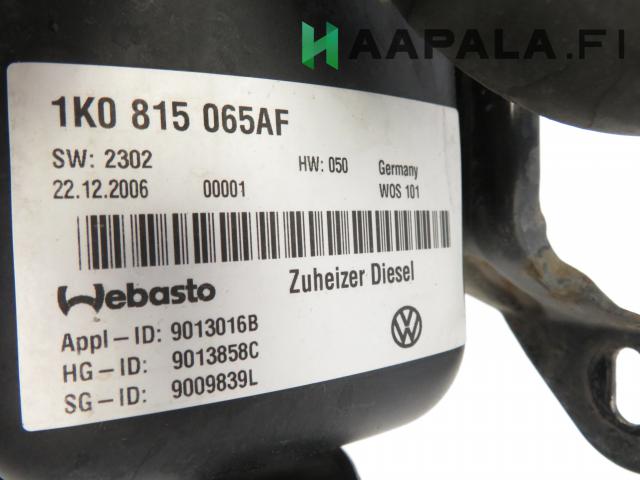 HAAPALA.FI
1K0 815 065AF
SW: 2302 HW: 050 Germany
22.12.2006 00001 WOS 101
Webasto Zuheizer Diesel
Appl-ID: 9013016B
HG-ID: 9013858C
SG-ID: 9009839L